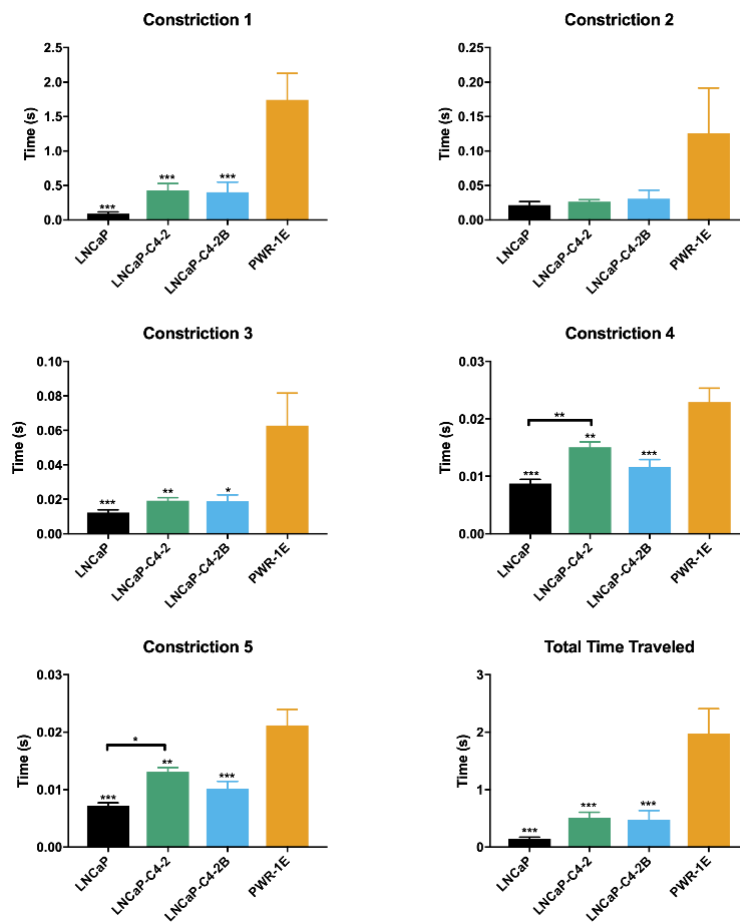 Constriction 1
Time (s)
2.5
2.0
1.5
1.0
0.5
0.0
***
***
***
LNCaP
LNCaP-C4-2
LNCaP-C4-2B
PWR-1E
Constriction 2
Time (s)
0.25
0.20
0.15
0.10
0.05
0.00
LNCaP
LNCaP-C4-2
LNCaP-C4-2B
PWR-1E
Constriction 3
Time (s)
0.10
0.08
0.06
0.04
0.02
0.00
***
**
*
LNCaP
LNCaP-C4-2
LNCaP-C4-2B
PWR-1E
Constriction 4
Time (s)
0.03
0.02
0.01
0.00
**
***
**
***
LNCaP
LNCaP-C4-2
LNCaP-C4-2B
PWR-1E
Constriction 5
Time (s)
0.03
0.02
0.01
0.00
*
***
**
***
LNCaP
LNCaP-C4-2
LNCaP-C4-2B
PWR-1E
Total Time Traveled
Time (s)
3
2
1
0
***
***
***
LNCaP
LNCaP-C4-2
LNCaP-C4-2B
PWR-1E